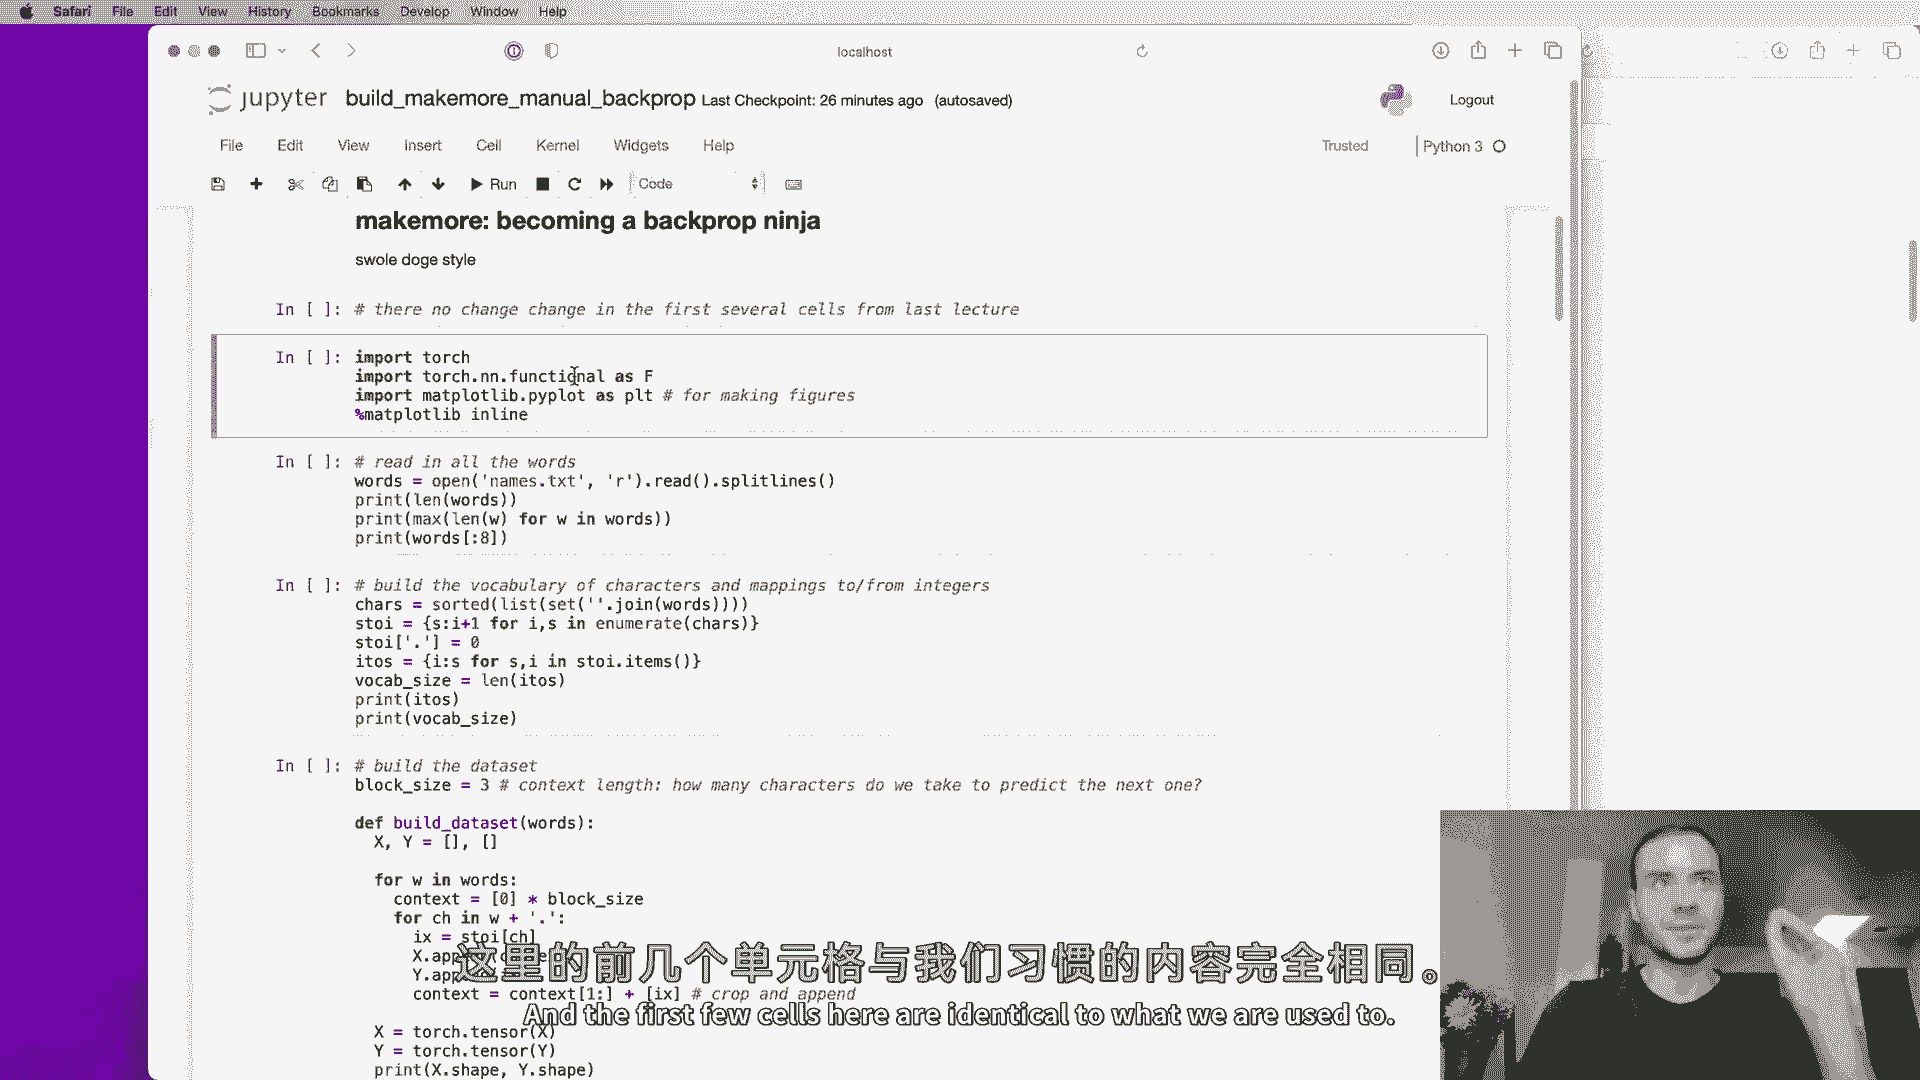 Safari File Edit View History Bookmarks Develop Window Help
localhost
jupyter build_makemore_manual_backprop Last Checkpoint: 26 minutes ago (autosaved)
Logout
File Edit View Insert Cell Kernel Widgets Help
Trusted Python 3
Run Code
makemore: becoming a backprop ninja
swole doge style
In [ ]: # there no change change in the first several cells from last lecture
In [ ]: import torch
import torch.nn.functional as F
import matplotlib.pyplot as plt # for making figures
%matplotlib inline
In [ ]: # read in all the words
words = open('names.txt', 'r').read().splitlines()
print(len(words))
print(max(len(w) for w in words))
print(words[:8])
In [ ]: # build the vocabulary of characters and mappings to/from integers
chars = sorted(list(set(''.join(words))))
stoi = {s:i+1 for i,s in enumerate(chars)}
stoi['.'] = 0
itos = {i:s for s,i in stoi.items()}
vocab_size = len(itos)
print(itos)
print(vocab_size)
In [ ]: # build the dataset
block_size = 3 # context length: how many characters do we take to predict the next one?
def build_dataset(words):
X, Y = [], []
for w in words:
context = [0] * block_size
for ch in w + '.':
ix = stoi[ch]
这里的前几个单元格与我们习惯的内容完全相同。
context = context[1:] + [ix] # crop and append
And the first few cells here are identical to what we are used to.
X = torch.tensor(X)
Y = torch.tensor(Y)
print(X.shape, Y.shape)